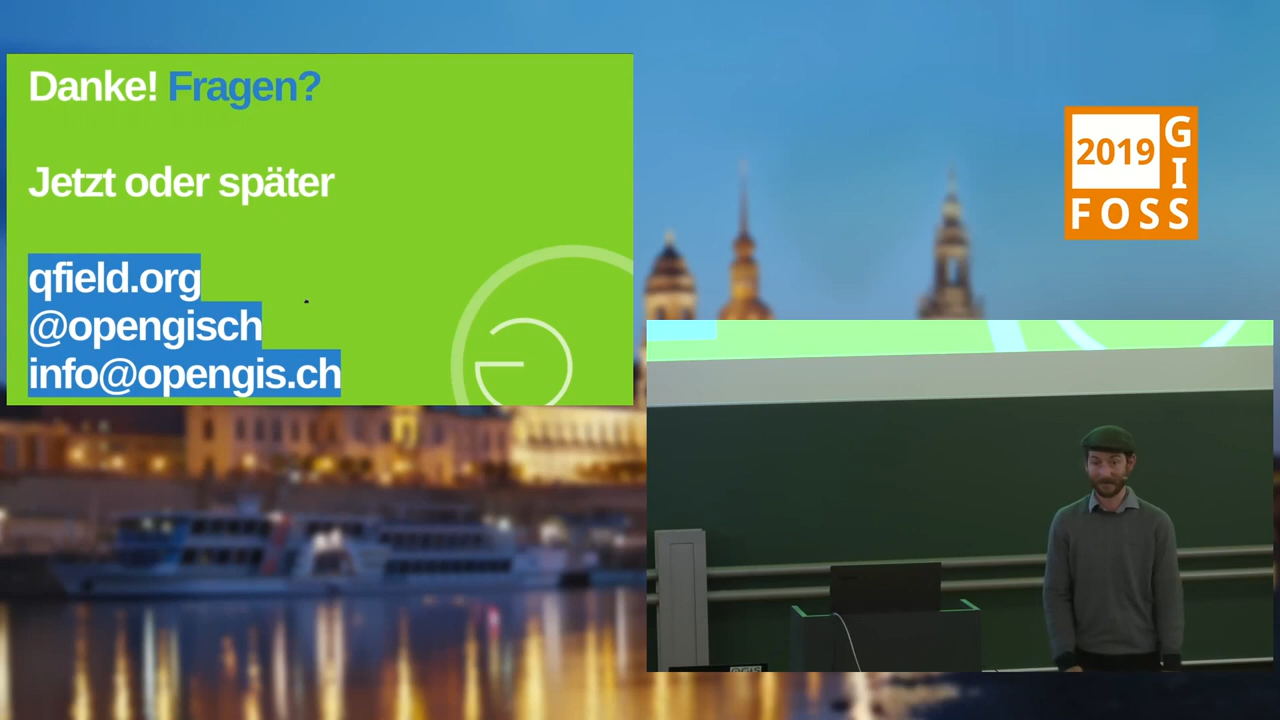 Danke! Fragen?
Jetzt oder später
qfield.org
@opengisch
info@opengis.ch
2019 G
I
FOSS